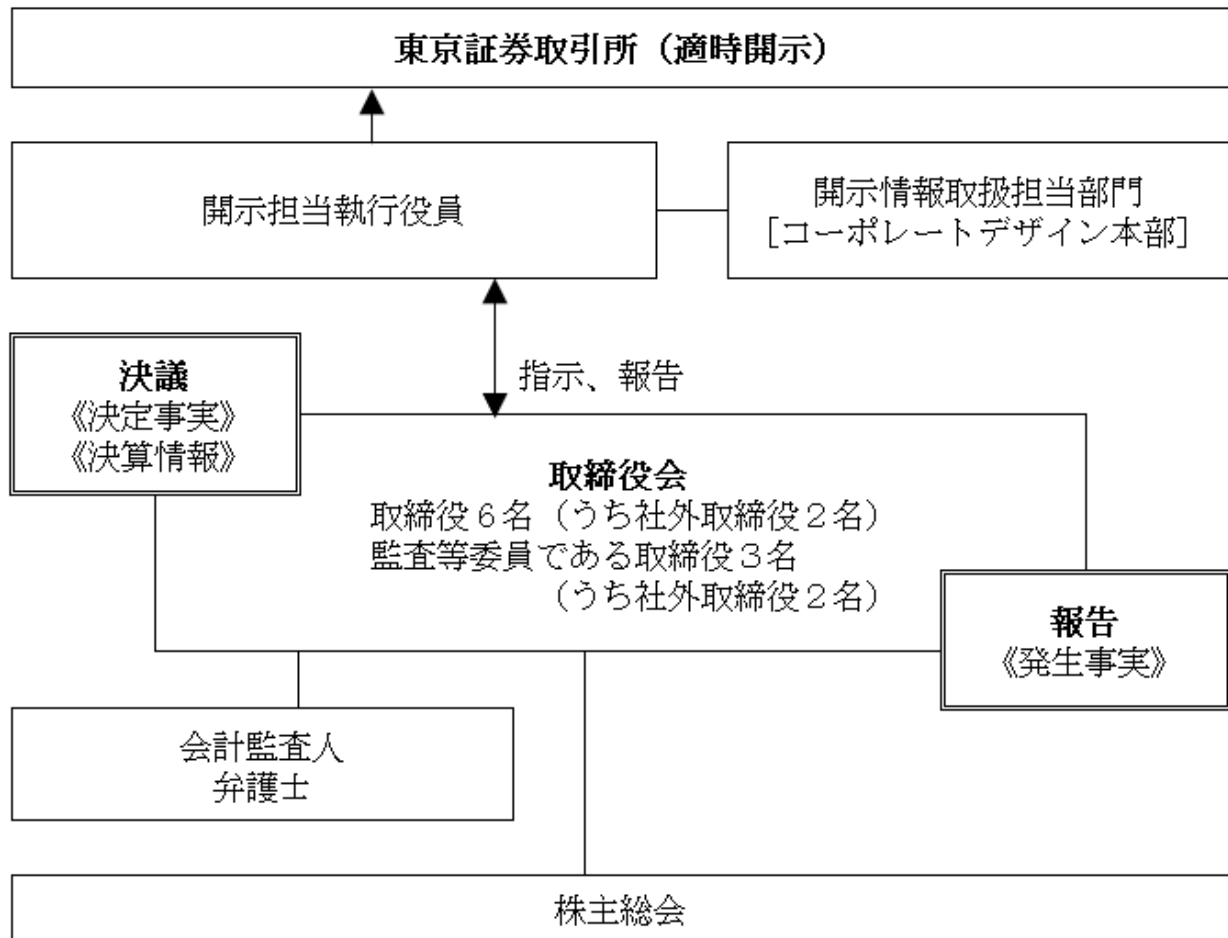 東京証券取引所（適時開示）
開示担当執行役員
開示情報取扱担当部門
［コーポレートデザイン本部］
指示、報告
決議
《決定事実》
《決算情報》
取締役会
取締役６名（うち社外取締役２名）
監査等委員である取締役３名
（うち社外取締役２名）
報告
《発生事実》
会計監査人
弁護士
株主総会